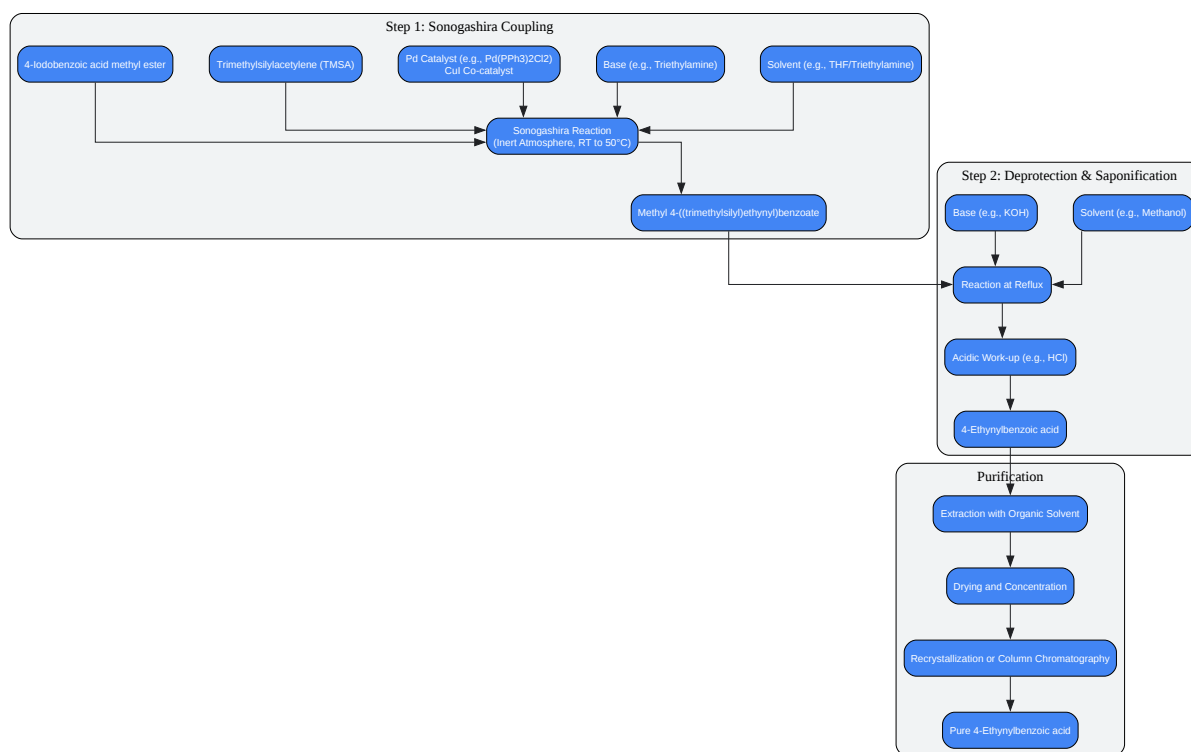 Step 1: Sonogashira Coupling
4-Iodobenzoic acid methyl ester
Trimethylsilylacetylene (TMSA)
Pd Catalyst (e.g., Pd(PPh3)2Cl2)
CuI Co-catalyst
Base (e.g., Triethylamine)
Solvent (e.g., THF/Triethylamine)
Sonogashira Reaction
(Inert Atmosphere, RT to 50°C)
Methyl 4-((trimethylsilyl)ethynyl)benzoate
Step 2: Deprotection & Saponification
Base (e.g., KOH)
Solvent (e.g., Methanol)
Reaction at Reflux
Acidic Work-up (e.g., HCl)
4-Ethynylbenzoic acid
Purification
Extraction with Organic Solvent
Drying and Concentration
Recrystallization or Column Chromatography
Pure 4-Ethynylbenzoic acid